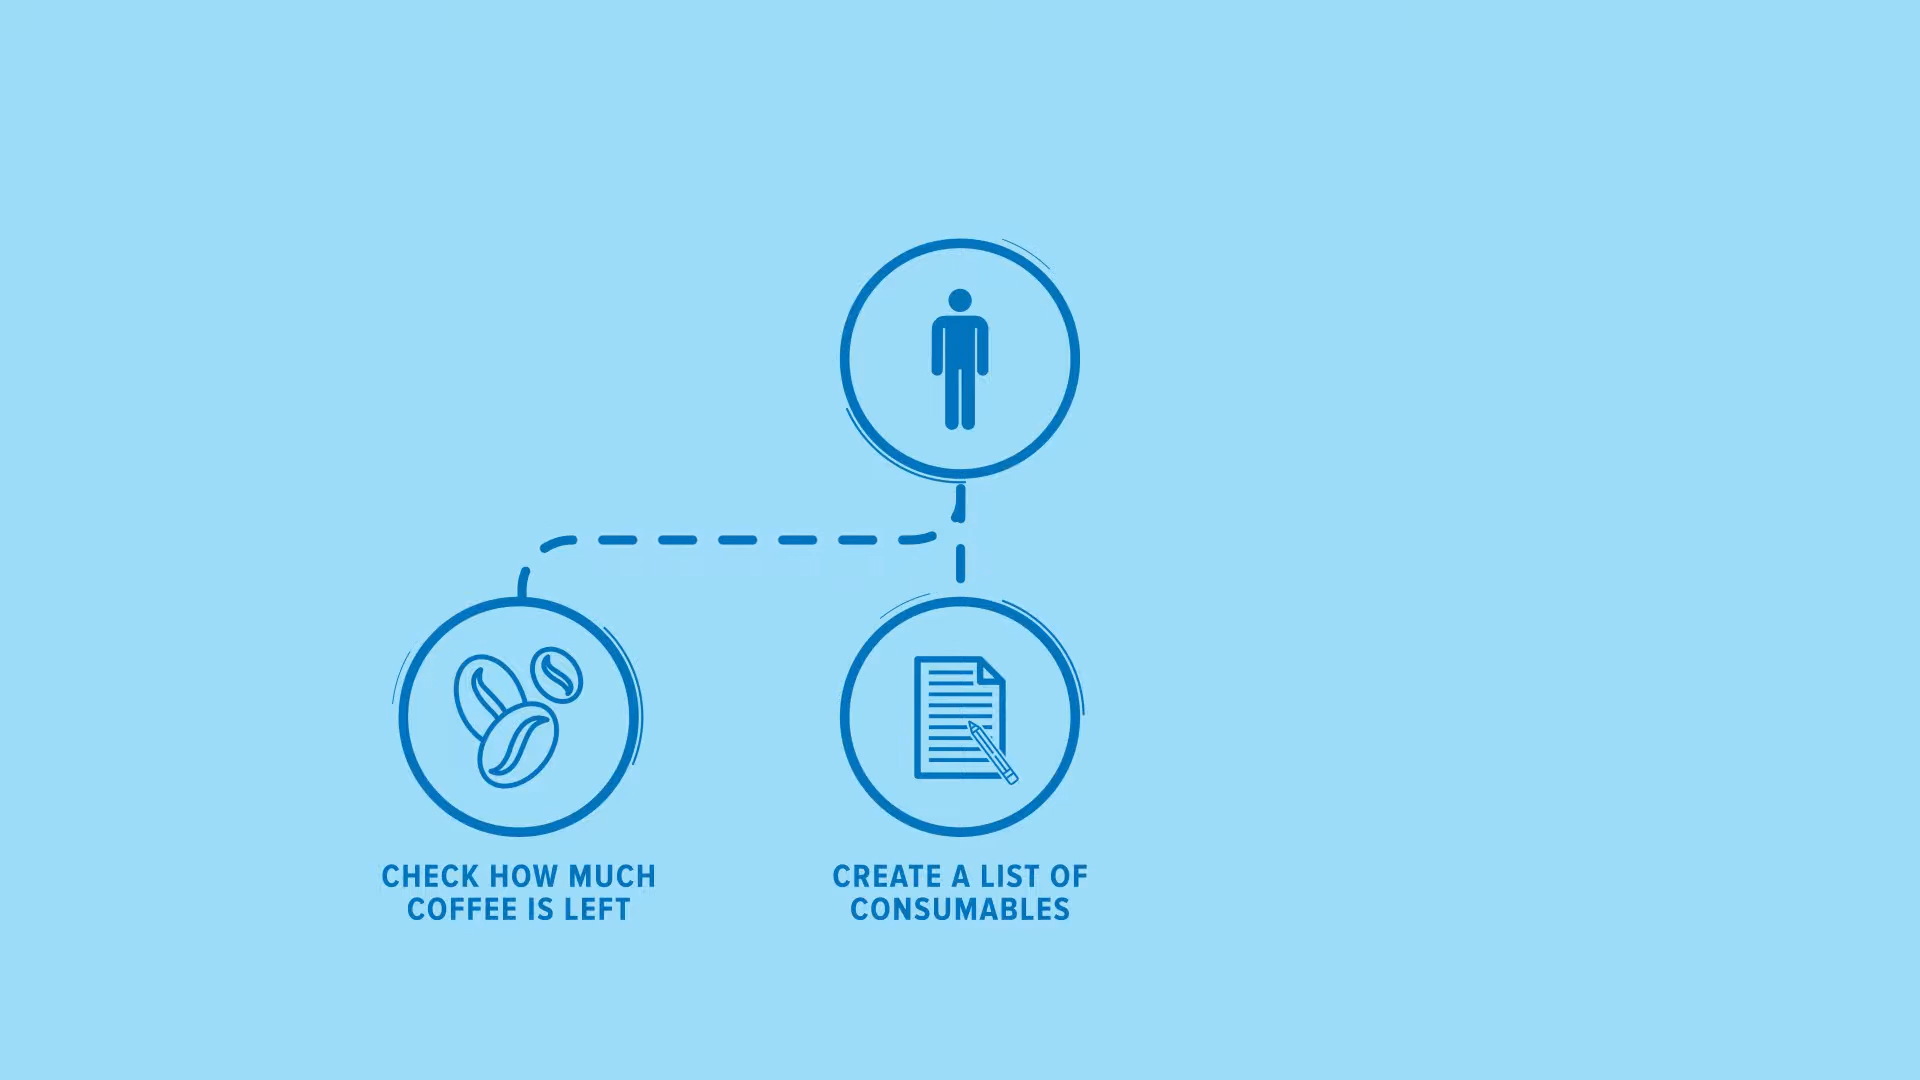 CHECK HOW MUCH
COFFEE IS LEFT
CREATE A LIST OF
CONSUMABLES